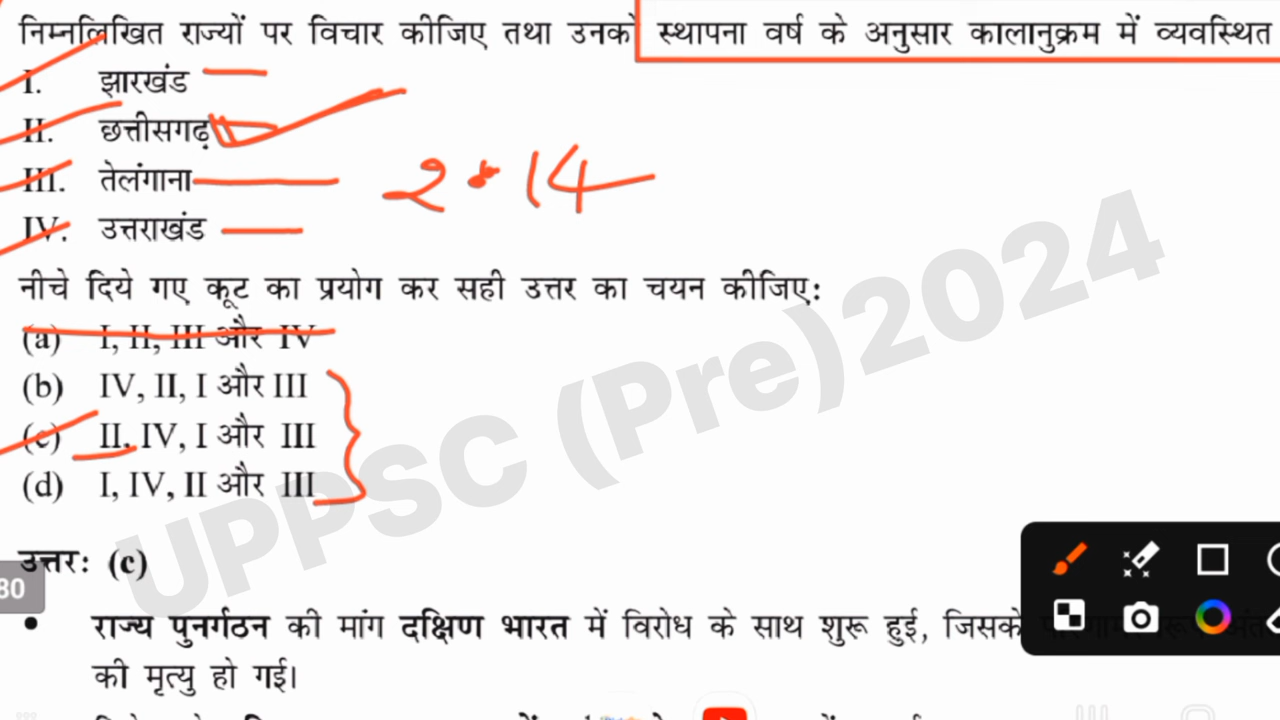 निम्नलिखित राज्यों पर विचार कीजिए तथा उनको स्थापना वर्ष के अनुसार कालानुक्रम में व्यवस्थित
I. झारखंड
II. छत्तीसगढ़
III. तेलंगाना
2014
IV. उत्तराखंड
नीचे दिये गए कूट का प्रयोग कर सही उत्तर का चयन कीजिए:
(a) I, II, III और IV
(b) IV, II, I और III
(c) II, IV, I और III
(d) I, IV, II और III
UPPSC (Pre) 2024
उत्तर: (c)
80
• राज्य पुनर्गठन की मांग दक्षिण भारत में विरोध के साथ शुरू हुई, जिसके
की मृत्यु हो गई।